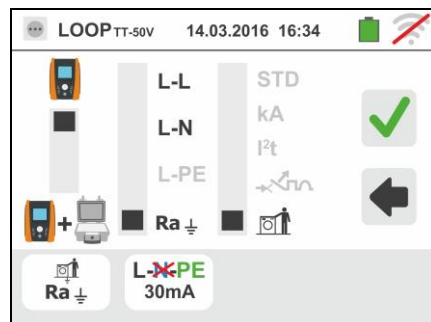 LOOP TT-50V 14.03.2016 16:34
L-L STD
L-N kA
I²t
L-PE
+
Ra
Ra
L-N-PE
30mA